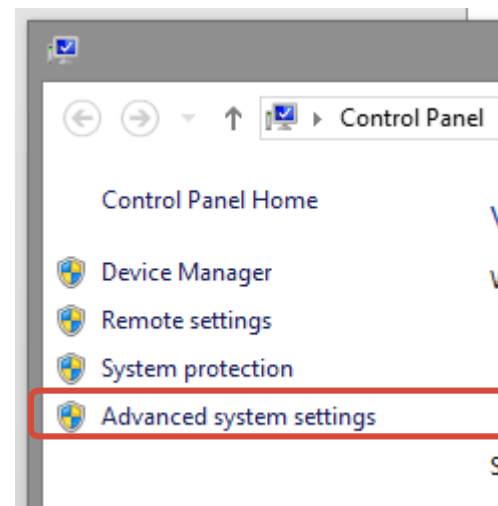 Control Panel
Control Panel Home
Device Manager
Remote settings
System protection
Advanced system settings